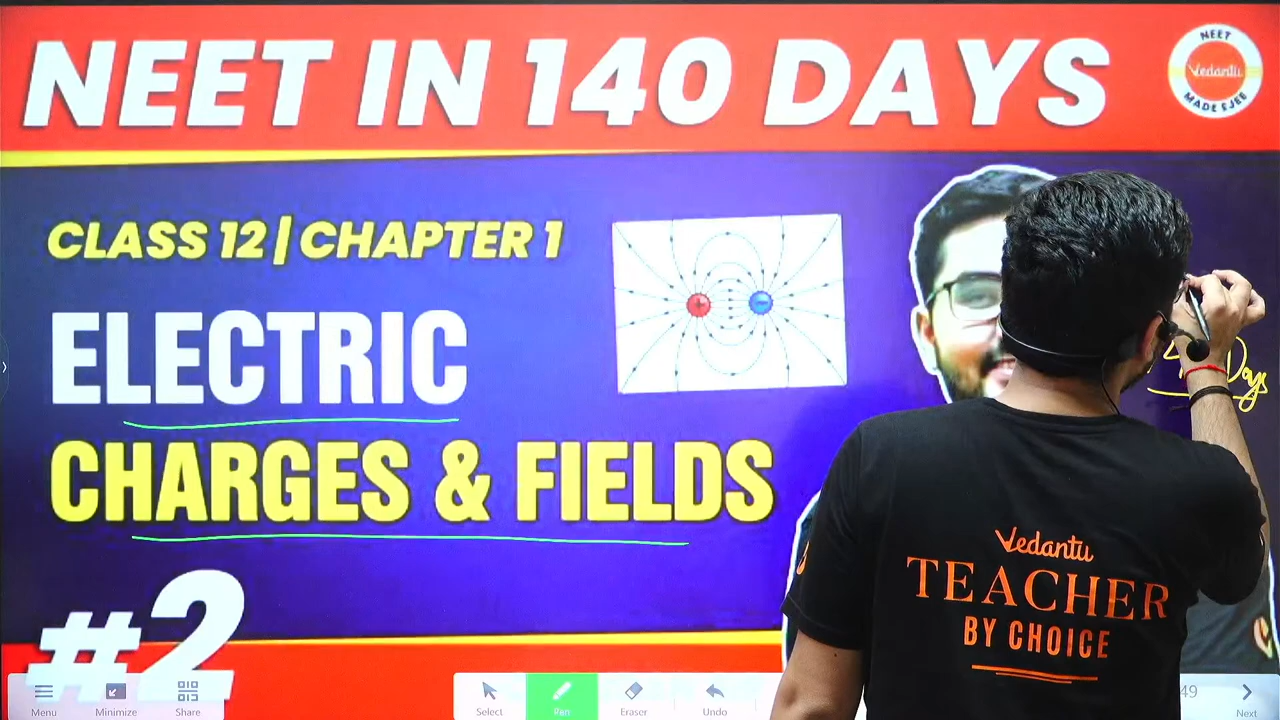 NEET IN 140 DAYS
NEET
Vedantu
MADE EJEE
CLASS 12 | CHAPTER 1
ELECTRIC
CHARGES & FIELDS
Days
#2
Vedantu
TEACHER
BY CHOICE
Menu
Minimize
Share
Select
Pen
Eraser
Undo
49
Next